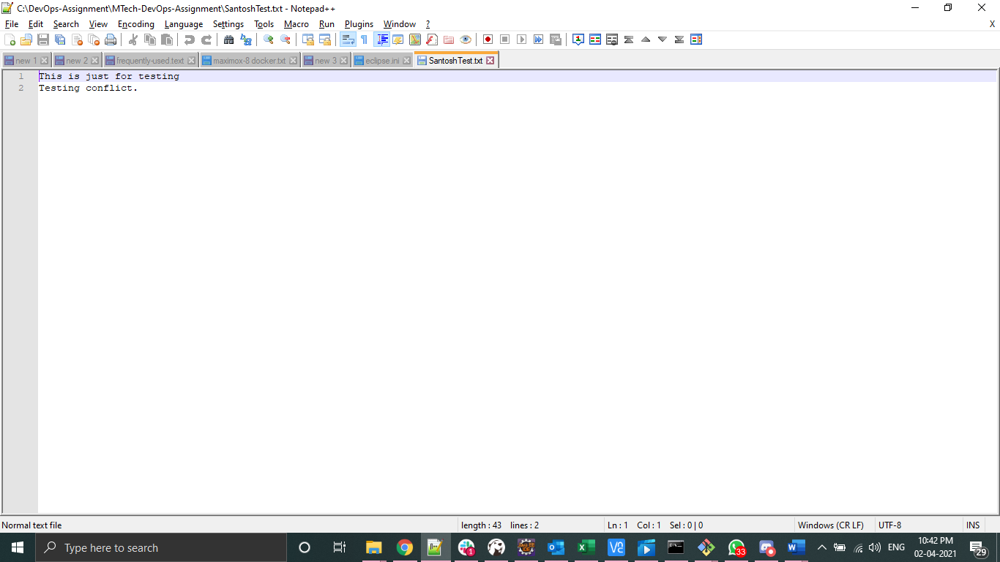 C:\DevOps-Assignment\MTech-DevOps-Assignment\SantoshTest.txt - Notepad++
File Edit Search View Encoding Language Settings Tools Macro Run Plugins Window ? X
new 1 new 2 frequently-used.text maximox-8 docker.txt new 3 eclipse.ini SantoshTest.txt
1 This is just for testing
2 Testing conflict.
Normal text file length : 43 lines : 2 Ln : 1 Col : 1 Sel : 0 | 0 Windows (CR LF) UTF-8 INS
Type here to search 1 33 ENG 10:42 PM 29
02-04-2021